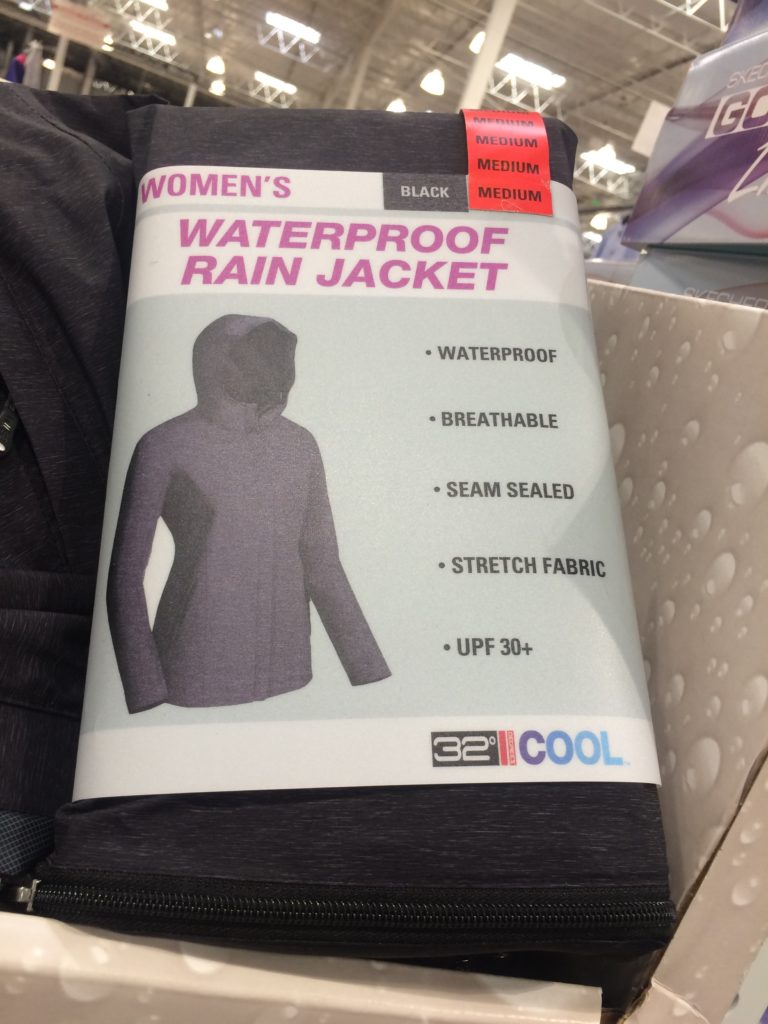 MEDIUM
MEDIUM
MEDIUM
WOMEN'S BLACK MEDIUM
WATERPROOF
RAIN JACKET
• WATERPROOF
• BREATHABLE
• SEAM SEALED
• STRETCH FABRIC
• UPF 30+
32° COOL
SKECHERS